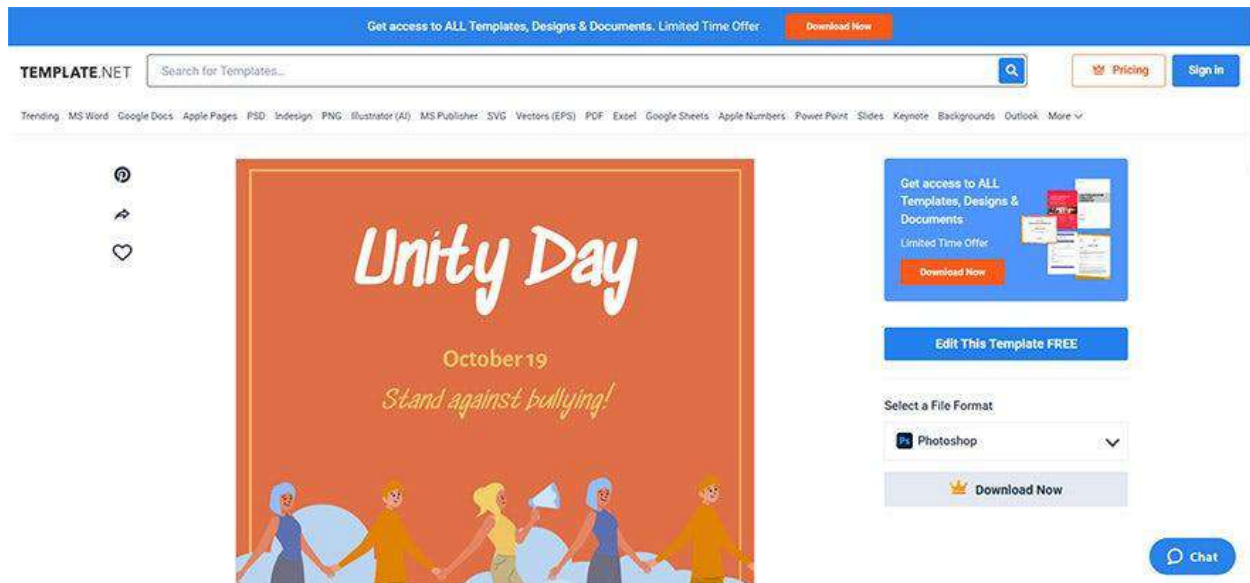 Get access to ALL Templates, Designs & Documents. Limited Time Offer
Download Now
TEMPLATE.NET
Search for Templates...
Pricing
Sign in
Trending MS Word Google Docs Apple Pages PSD Indesign PNG Illustrator (AI) MS Publisher SVG Vectors (EPS) PDF Excel Google Sheets Apple Numbers Power Point Slides Keynote Backgrounds Outlook More
Unity Day
October 19
Stand against bullying!
Get access to ALL
Templates, Designs &
Documents
Limited Time Offer
Download Now
Edit This Template FREE
Select a File Format
Ps Photoshop
Download Now
Chat